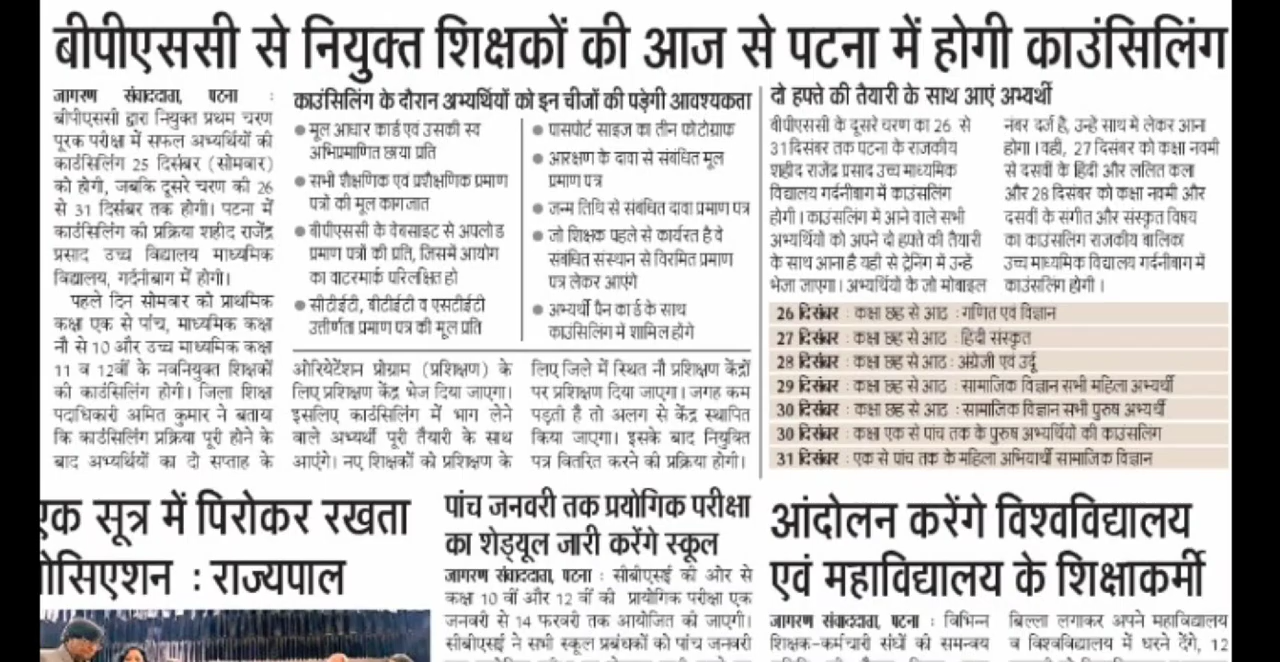 बीपीएससी से नियुक्त शिक्षकों की आज से पटना में होगी काउंसिलिंग
जागरण संवाददाता, पटना :
बीपीएससी द्वारा नियुक्त प्रथम चरण
पूरक परीक्षा में सफल अभ्यर्थियों की
काउंसिलिंग 25 दिसंबर (सोमवार)
को होगी, जबकि दूसरे चरण की 26
से 31 दिसंबर तक होगी। पटना में
काउंसिलिंग की प्रक्रिया शहीद राजेंद्र
प्रसाद उच्च विद्यालय माध्यमिक
विद्यालय, गर्दनीबाग में होगी।
पहले दिन सोमवार को प्राथमिक
कक्षा एक से पांच, माध्यमिक कक्षा
नौ से 10 और उच्च माध्यमिक कक्षा
11 व 12वीं के नवनियुक्त शिक्षकों
की काउंसिलिंग होगी। जिला शिक्षा
पदाधिकारी अमित कुमार ने बताया
कि काउंसिलिंग प्रक्रिया पूरी होने के
बाद अभ्यर्थियों का दो सप्ताह के
काउंसिलिंग के दौरान अभ्यर्थियों को इन चीजों की पड़ेगी आवश्यकता
● मूल आधार कार्ड एवं उसकी स्व
अभिप्रमाणित छाया प्रति
● सभी शैक्षणिक एवं प्रशैक्षणिक प्रमाण
पत्रों की मूल कागजात
● बीपीएससी के वेबसाइट से अपलोड
प्रमाण पत्रों की प्रति, जिसमें आयोग
का वाटरमार्क परिलक्षित हो
● सीटीईटी, बीटीईटी व एसटीईटी
उत्तीर्णता प्रमाण पत्र की मूल प्रति
● पासपोर्ट साइज का तीन फोटोग्राफ
● आरक्षण के दावा से संबंधित मूल
प्रमाण पत्र
● जन्म तिथि से संबंधित दावा प्रमाण पत्र
● जो शिक्षक पहले से कार्यरत है वे
संबंधित संस्थान से विरमित प्रमाण
पत्र लेकर आएंगे
● अभ्यर्थी पैन कार्ड के साथ
काउंसिलिंग में शामिल होंगे
ओरियेंटेशन प्रोग्राम (प्रशिक्षण) के
लिए प्रशिक्षण केंद्र भेज दिया जाएगा।
इसलिए काउंसिलिंग में भाग लेने
वाले अभ्यर्थी पूरी तैयारी के साथ
आएंगे। नए शिक्षकों को प्रशिक्षण के
लिए जिले में स्थित नौ प्रशिक्षण केंद्रों
पर प्रशिक्षण दिया जाएगा। जगह कम
पड़ती है तो अलग से केंद्र स्थापित
किया जाएगा। इसके बाद नियुक्ति
पत्र वितरित करने की प्रक्रिया होगी।
दो हफ्ते की तैयारी के साथ आएं अभ्यर्थी
बीपीएससी के दूसरे चरण का 26 से
31 दिसंबर तक पटना के राजकीय
शहीद राजेंद्र प्रसाद उच्च माध्यमिक
विद्यालय गर्दनीबाग में काउंसिलिंग
होगी। काउंसलिंग में आने वाले सभी
अभ्यर्थियों को अपने दो हफ्ते की तैयारी
के साथ आना है यही से ट्रेनिंग में उन्हें
भेजा जाएगा। अभ्यर्थियों के जो मोबाइल
नंबर दर्ज है, उन्हे साथ में लेकर आना
होगा। वही, 27 दिसंबर को कक्षा नवमी
से दसवीं के हिंदी और ललित कला
और 28 दिसंबर को कक्षा नवमी और
दसवीं के संगीत और संस्कृत विषय
का काउसलिंग राजकीय बालिका
उच्च माध्यमिक विद्यालय गर्दनीबाग में
काउंसलिंग होगी।
26 दिसंबर : कक्षा छह से आठ : गणित एवं विज्ञान
27 दिसंबर : कक्षा छह से आठ : हिंदी संस्कृत
28 दिसंबर : कक्षा छह से आठ : अंग्रेजी एवं उर्दू
29 दिसंबर : कक्षा छह से आठ : सामाजिक विज्ञान सभी महिला अभ्यर्थी
30 दिसंबर : कक्षा छह से आठ : सामाजिक विज्ञान सभी पुरुष अभ्यर्थी
30 दिसंबर : कक्षा एक से पांच तक के पुरुष अभ्यर्थियों की काउंसलिंग
31 दिसंबर : एक से पांच तक के महिला अभियार्थी सामाजिक विज्ञान
एक सूत्र में पिरोकर रखता
ोसिएशन : राज्यपाल
पांच जनवरी तक प्रयोगिक परीक्षा
का शेड्यूल जारी करेंगे स्कूल
जागरण संवाददाता, पटना : सीबीएसई की ओर से
कक्षा 10 वीं और 12 वीं की प्रायोगिक परीक्षा एक
जनवरी से 14 फरवरी तक आयोजित की जाएगी।
सीबीएसई ने सभी स्कूल प्रबंधकों को पांच जनवरी
आंदोलन करेंगे विश्वविद्यालय
एवं महाविद्यालय के शिक्षाकर्मी
जागरण संवाददाता, पटना : विभिन्न
शिक्षक-कर्मचारी संघों की समन्वय
बिल्ला लगाकर अपने महाविद्यालय
व विश्वविद्यालय में धरने देंगे, 12